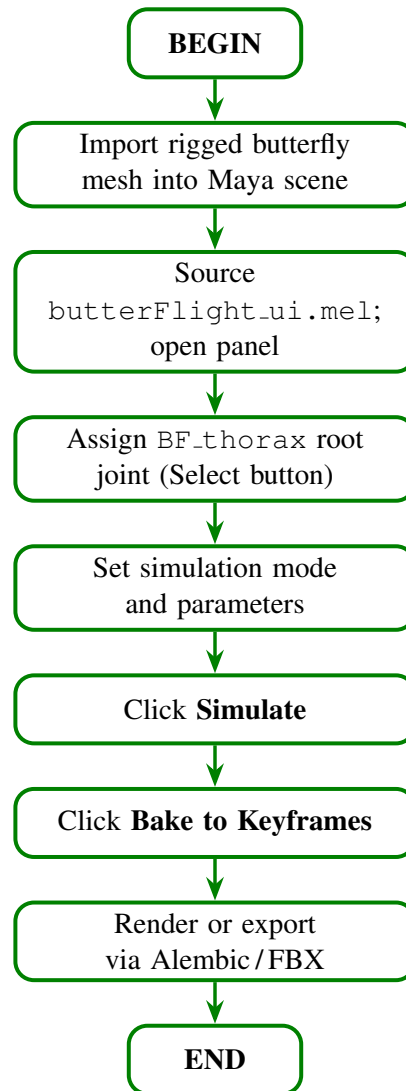 BEGIN
Import rigged butterfly
mesh into Maya scene
Source
butterFlight_ui.mel;
open panel
Assign BF_thorax root
joint (Select button)
Set simulation mode
and parameters
Click Simulate
Click Bake to Keyframes
Render or export
via Alembic/FBX
END